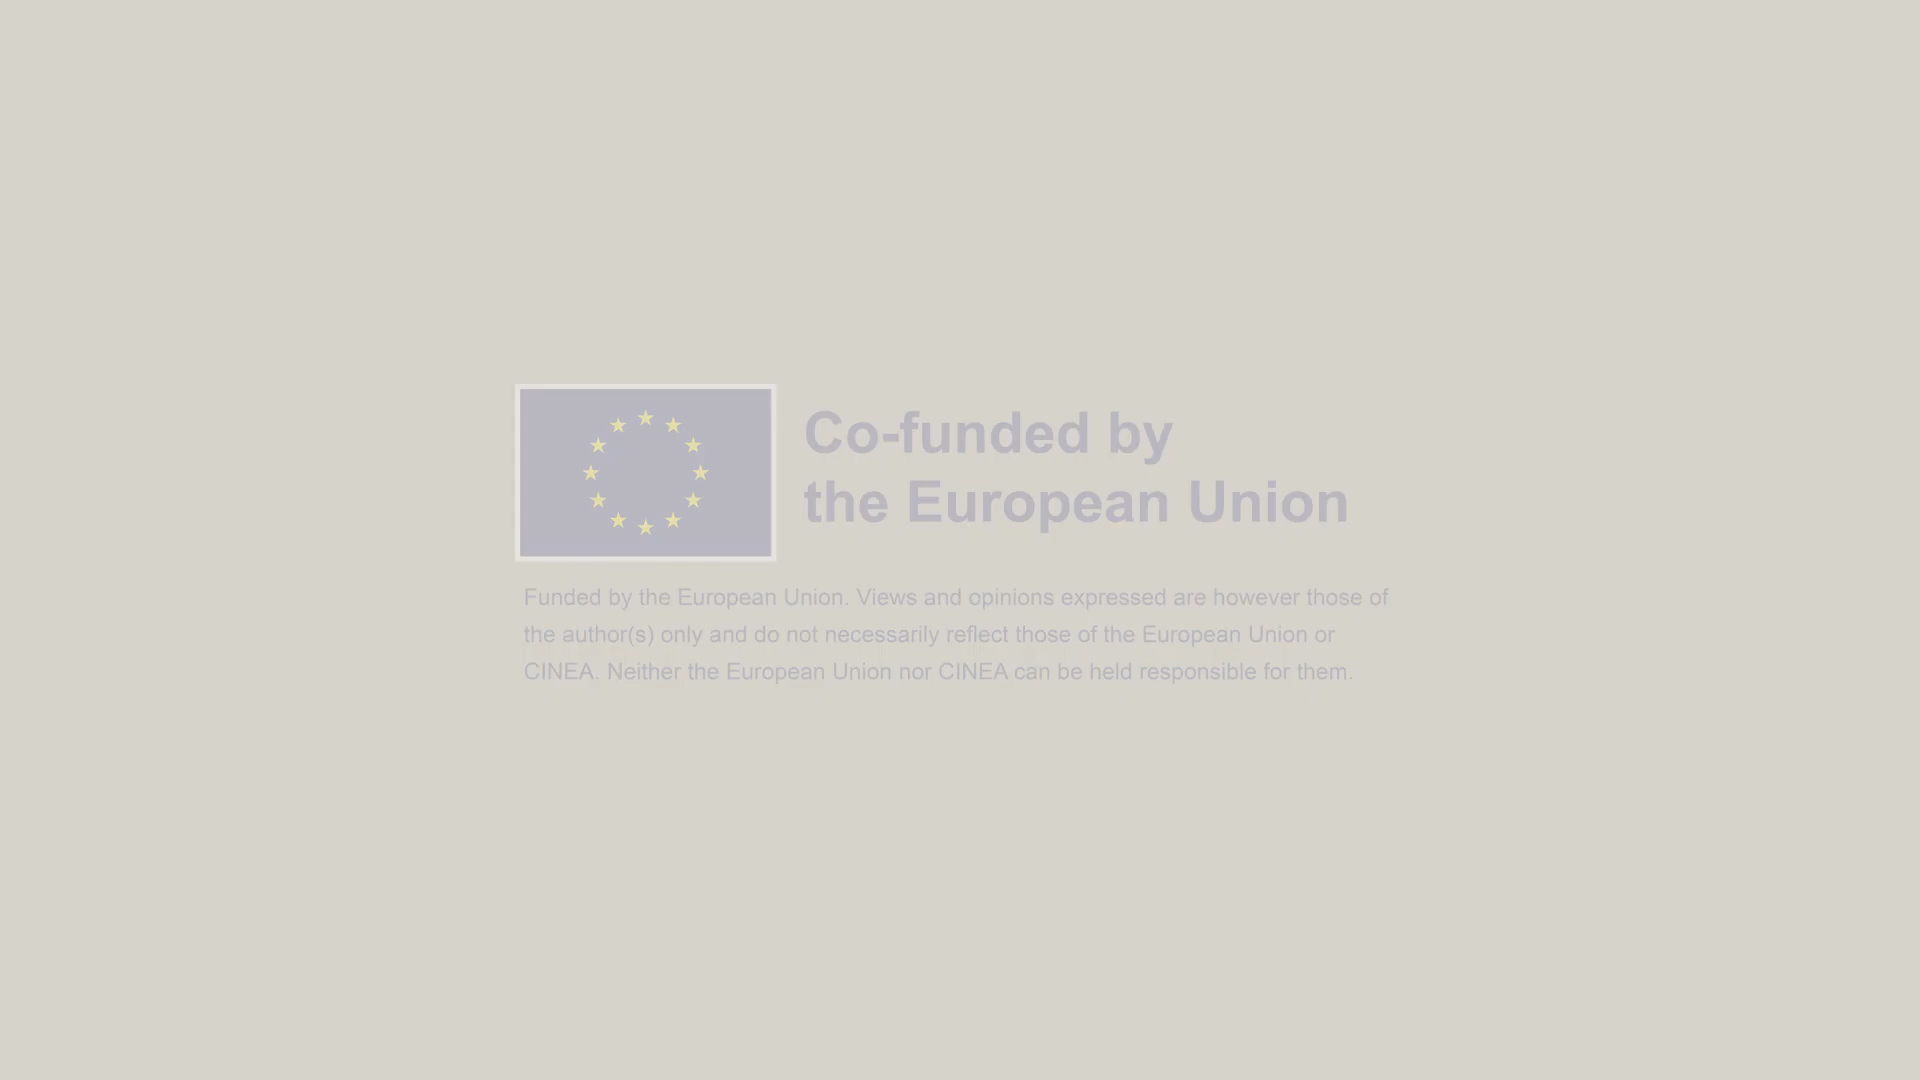 Co-funded by
the European Union
Funded by the European Union. Views and opinions expressed are however those of
the author(s) only and do not necessarily reflect those of the European Union or
CINEA. Neither the European Union nor CINEA can be held responsible for them.